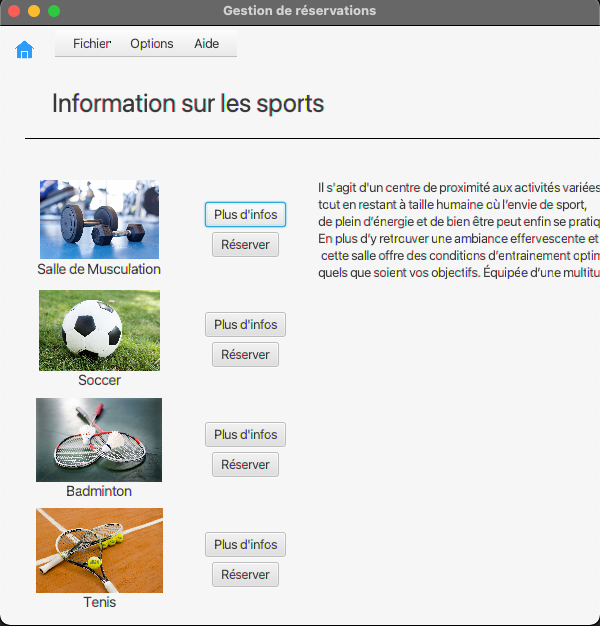 Gestion de réservations
Fichier Options Aide
Information sur les sports
Plus d'infos
Réserver
Salle de Musculation
Il s'agit d'un centre de proximité aux activités variées
tout en restant à taille humaine où l'envie de sport,
de plein d'énergie et de bien être peut enfin se pratiq
En plus d'y retrouver une ambiance effervescente et
cette salle offre des conditions d'entrainement optim
quels que soient vos objectifs. Équipée d'une multitu
Plus d'infos
Réserver
Soccer
Plus d'infos
Réserver
Badminton
Plus d'infos
Réserver
Tenis